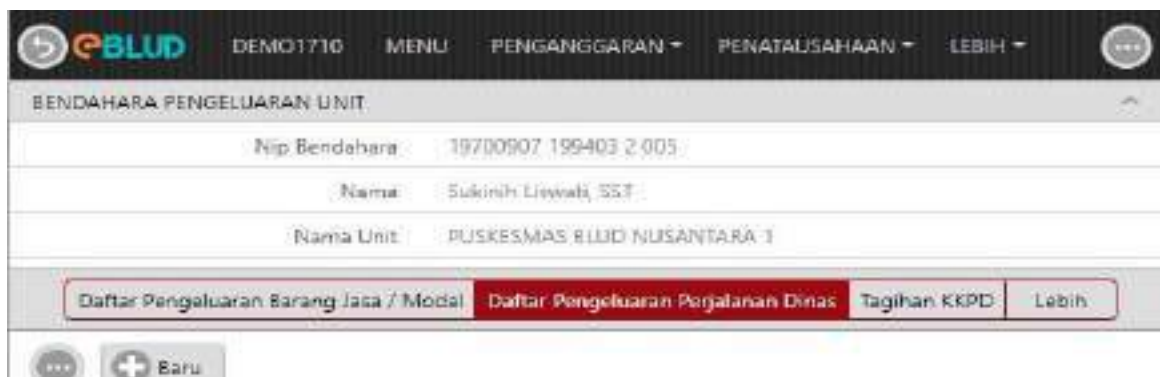 eBLUD DEMO1710 MENU PENGANGGARAN PENATAUSAHAAN LEBIH
BENDAHARA PENGELUARAN UNIT
Nip Bendahara 19700907 199403 2 005
Nama Sukinih Liswati, SST
Nama Unit PUSKESMAS BLUD NUSANTARA 1
Daftar Pengeluaran Barang Jasa / Modal Daftar Pengeluaran Perjalanan Dinas Tagihan KKPD Lebih
Baru